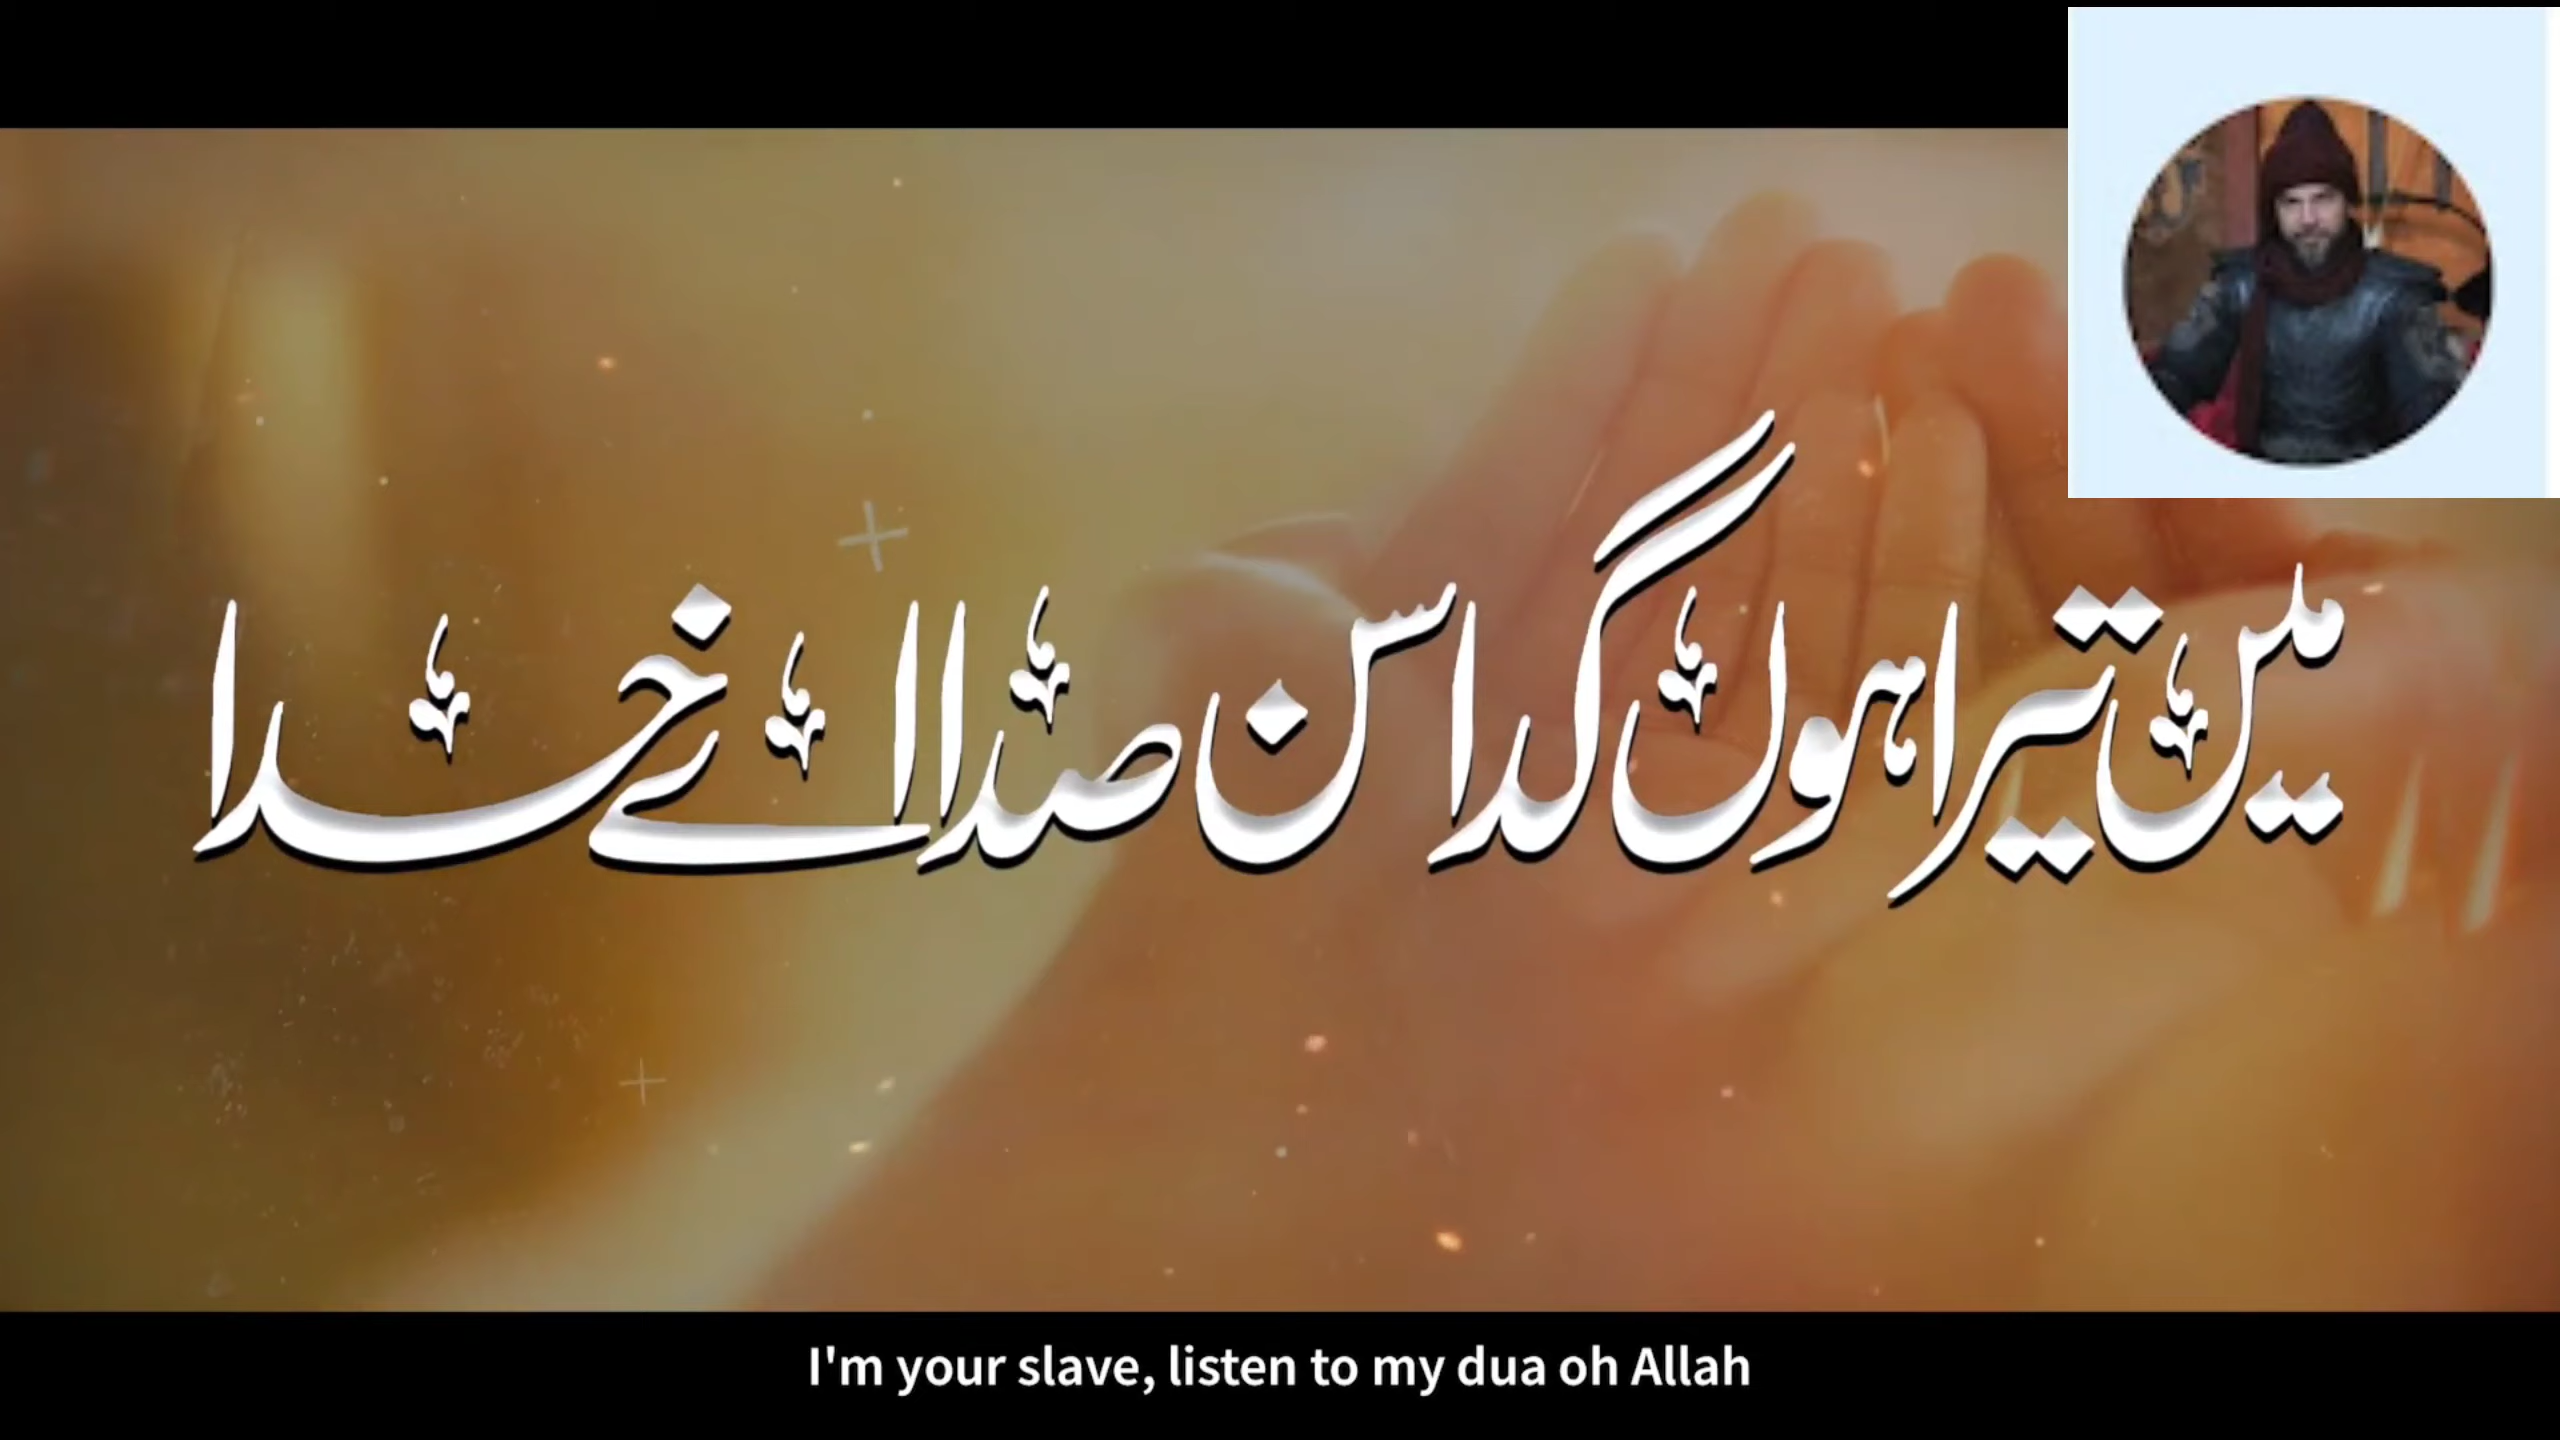 میں تیرا ہوں گدا سن صدا اے خدا
I'm your slave, listen to my dua oh Allah